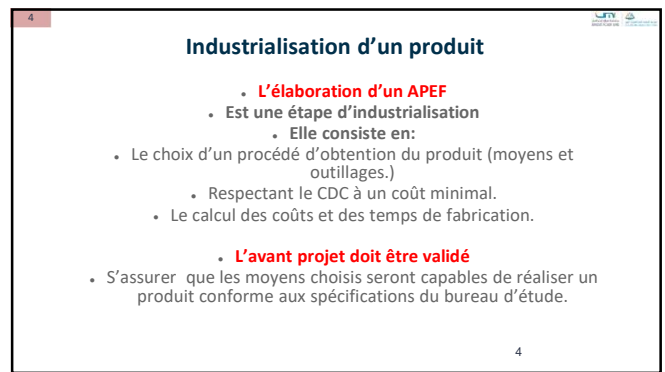 4
Industrialisation d’un produit
• L’élaboration d’un APEF
• Est une étape d’industrialisation
• Elle consiste en:
• Le choix d’un procédé d’obtention du produit (moyens et
outillages.)
• Respectant le CDC à un coût minimal.
• Le calcul des coûts et des temps de fabrication.
• L’avant projet doit être validé
• S’assurer que les moyens choisis seront capables de réaliser un
produit conforme aux spécifications du bureau d’étude.
4